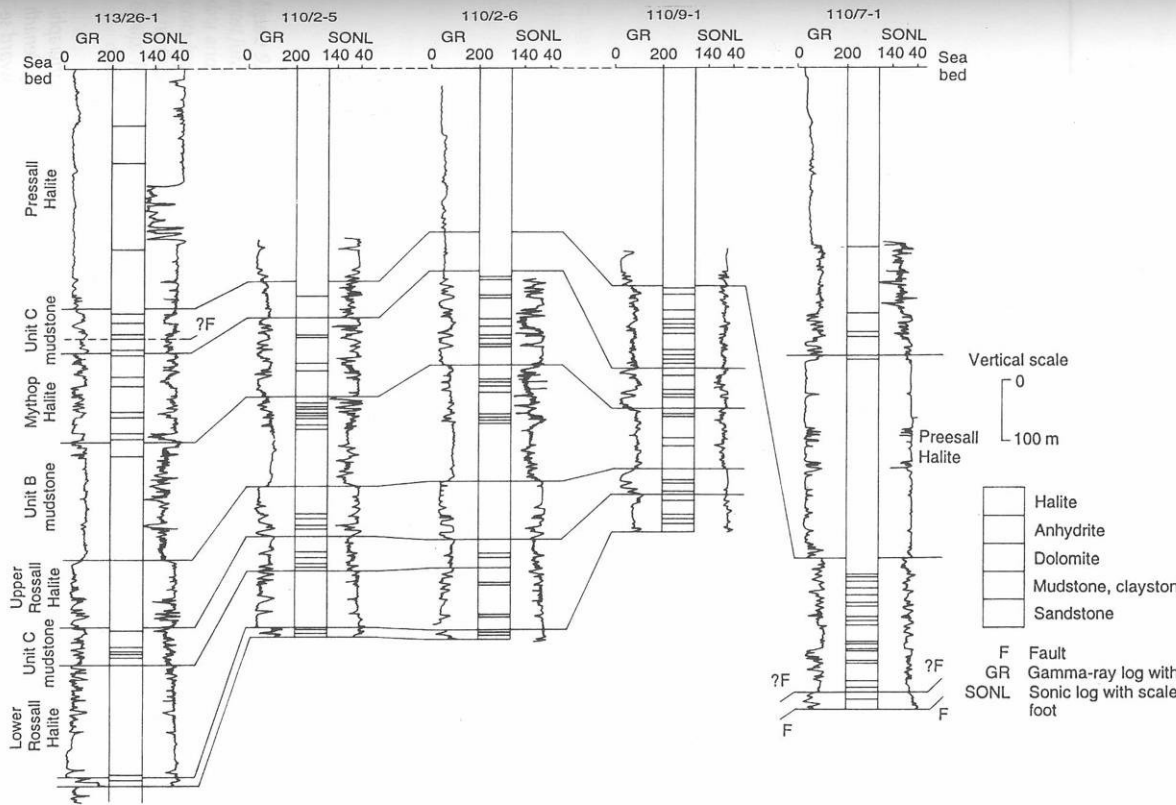 113/26-1 110/2-5 110/2-6 110/9-1 110/7-1
GR SONL GR SONL GR SONL GR SONL GR SONL
Sea bed
0 200 140 40 0 200 140 40 0 200 140 40 0 200 140 40 0 200 140 40
Sea bed
Pressall Halite
Unit C mudstone
?F
Mythop Halite
Unit B mudstone
Upper Rossall Halite
Unit C mudstone
Lower Rossall Halite
Preesall Halite
?F
F
?F
F
Vertical scale
0
100 m
Halite
Anhydrite
Dolomite
Mudstone, clayston
Sandstone
F Fault
GR Gamma-ray log with
SONL Sonic log with scale
foot